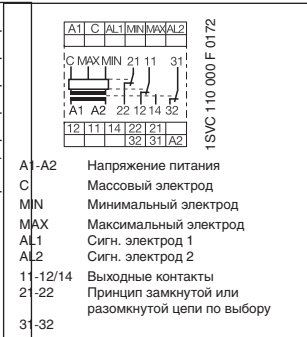 A1 C AL1 MIN MAX AL2
C MAX MIN 21 11 31
A1 A2 22 12 14 32
12 11 14 22 21
32 31 A2
1SVC 110 000 F 0172
A1-A2 Напряжение питания
C Массовый электрод
MIN Минимальный электрод
MAX Максимальный электрод
AL1 Сигн. электрод 1
AL2 Сигн. электрод 2
11-12/14 Выходные контакты
21-22 Принцип замкнутой или
разомкнутой цепи по выбору
31-32